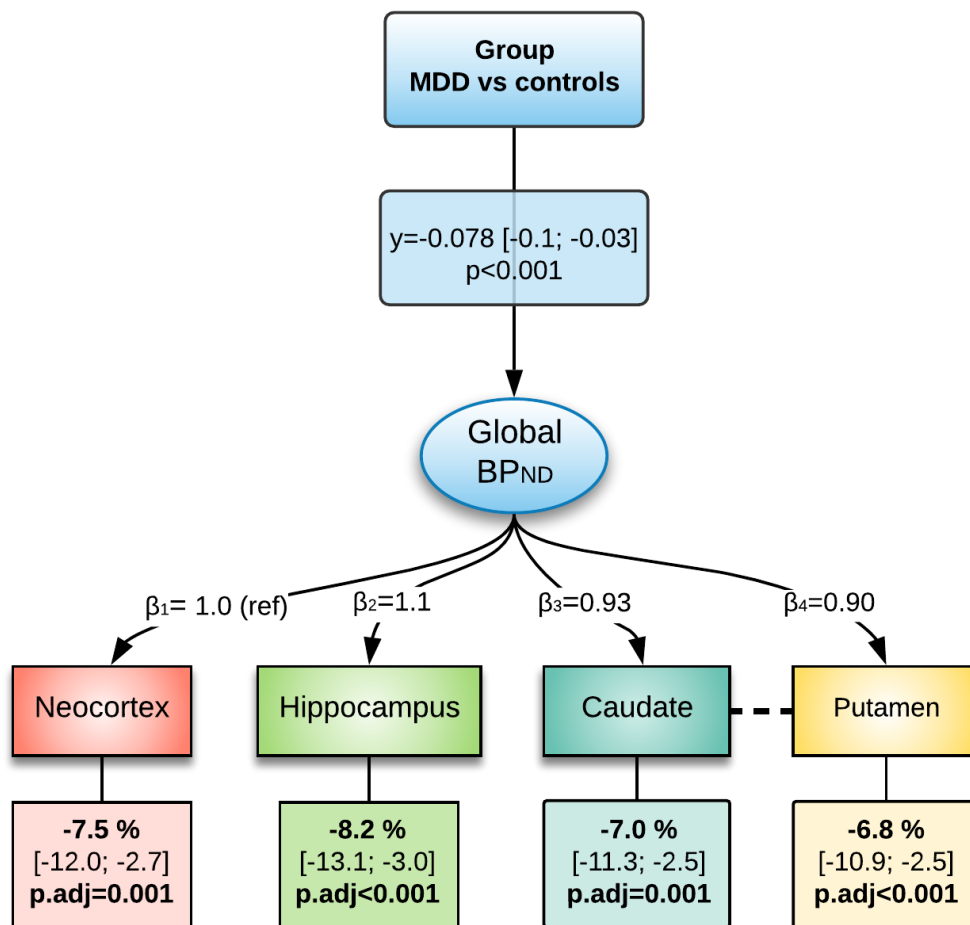 Group
MDD vs controls
y=-0.078 [-0.1; -0.03]
p<0.001
Global
BPND
β1= 1.0 (ref)
β2=1.1
β3=0.93
β4=0.90
Neocortex
Hippocampus
Caudate
Putamen
-7.5 %
[-12.0; -2.7]
p.adj=0.001
-8.2 %
[-13.1; -3.0]
p.adj<0.001
-7.0 %
[-11.3; -2.5]
p.adj=0.001
-6.8 %
[-10.9; -2.5]
p.adj<0.001